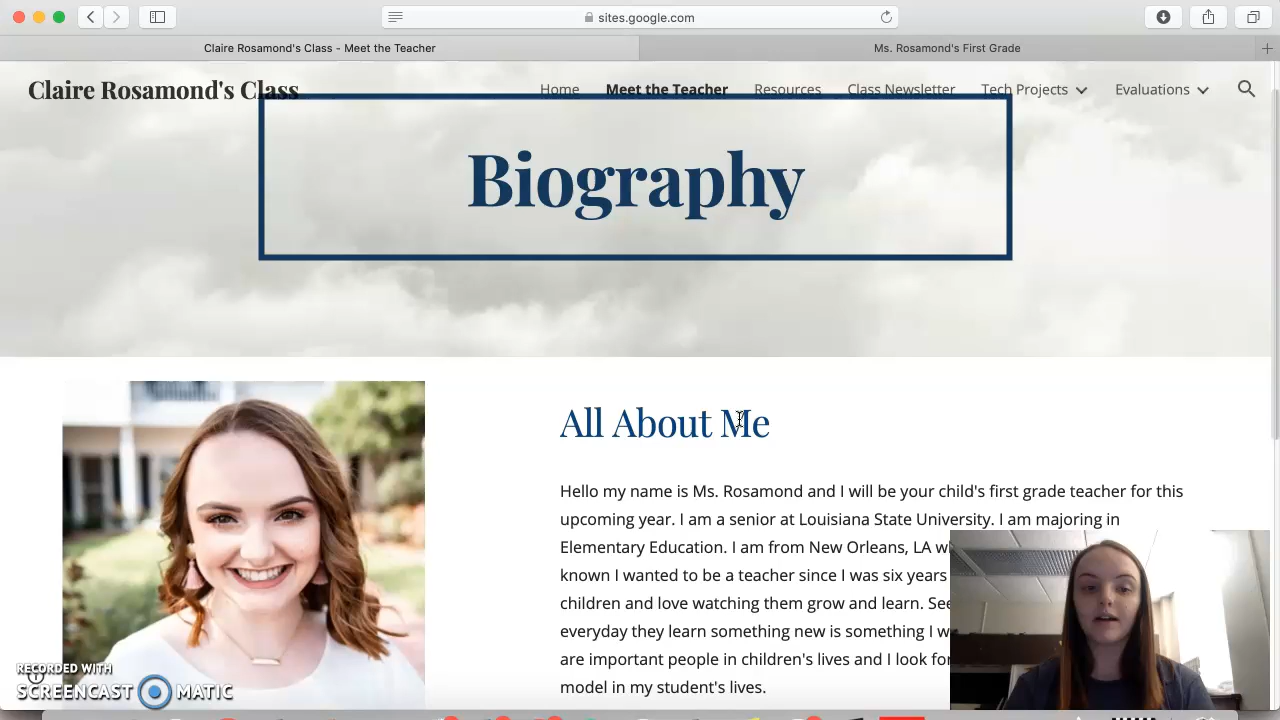 sites.google.com
Claire Rosamond's Class - Meet the Teacher
Ms. Rosamond's First Grade
Claire Rosamond's Class
Home Meet the Teacher Resources Class Newsletter Tech Projects Evaluations
Biography
All About Me
Hello my name is Ms. Rosamond and I will be your child's first grade teacher for this
upcoming year. I am a senior at Louisiana State University. I am majoring in
Elementary Education. I am from New Orleans, LA
known I wanted to be a teacher since I was six years
children and love watching them grow and learn.
everyday they learn something new is something I
are important people in children's lives and I look
model in my student's lives.
RECORDED WITH
SCREENCAST MATIC